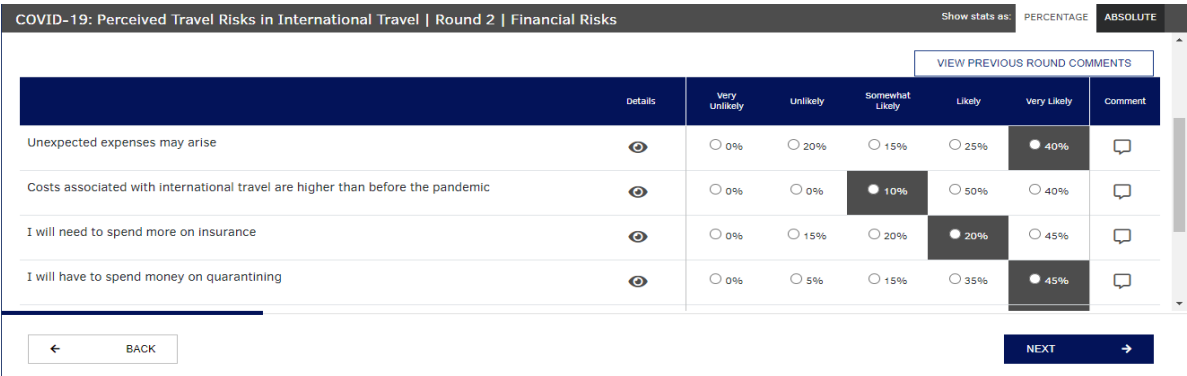 COVID-19: Perceived Travel Risks in International Travel | Round 2 | Financial Risks Show stats as: PERCENTAGE ABSOLUTE
VIEW PREVIOUS ROUND COMMENTS
Details Very Unlikely Unlikely Somewhat Likely Likely Very Likely Comment
Unexpected expenses may arise 0% 20% 15% 25% 40%
Costs associated with international travel are higher than before the pandemic 0% 0% 10% 50% 40%
I will need to spend more on insurance 0% 15% 20% 20% 45%
I will have to spend money on quarantining 0% 5% 15% 35% 45%
BACK NEXT